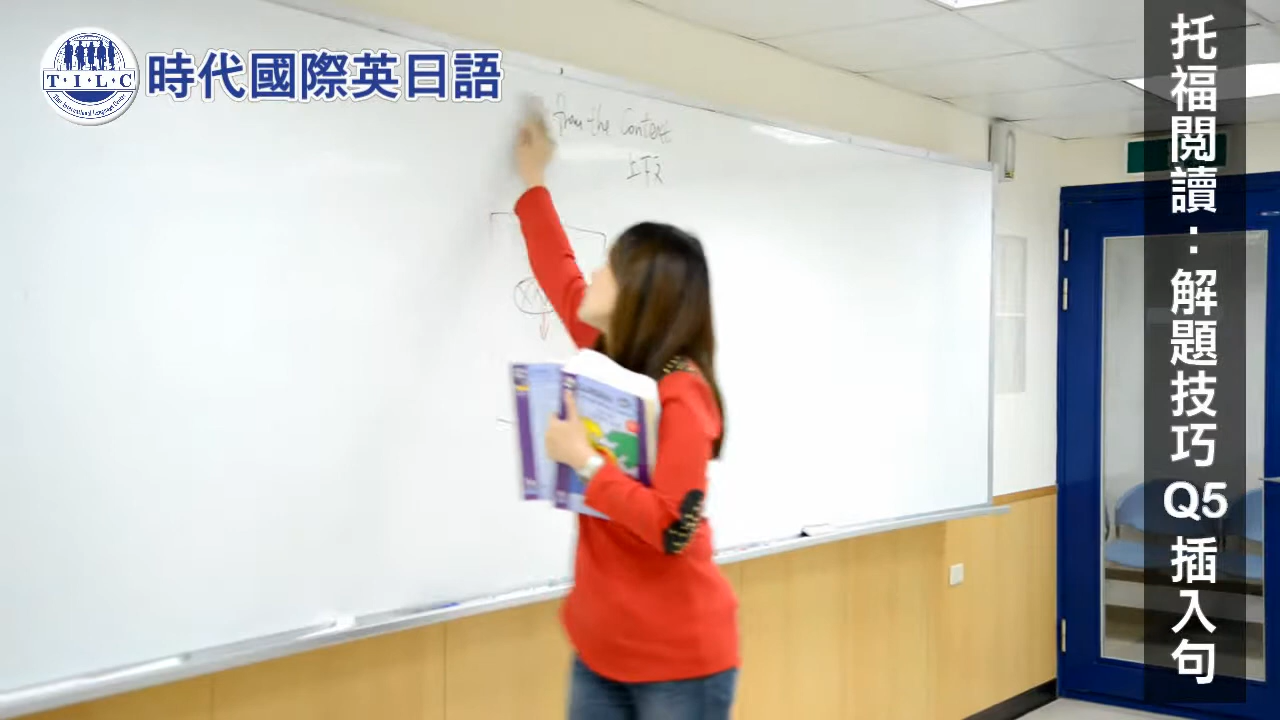 T·I·L·C
時代國際英日語
from the Context
上下文
托福閱讀：解題技巧 Q5 插入句